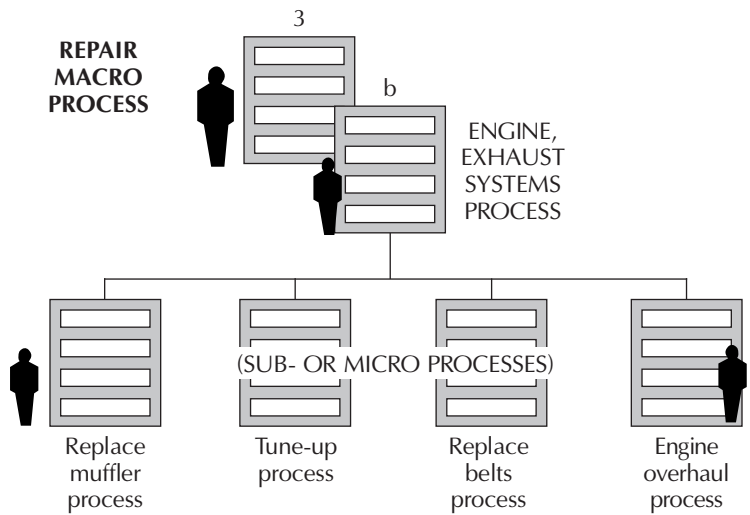 3
REPAIR
MACRO
PROCESS
b
ENGINE,
EXHAUST
SYSTEMS
PROCESS
(SUB- OR MICRO PROCESSES)
Replace
muffler
process
Tune-up
process
Replace
belts
process
Engine
overhaul
process